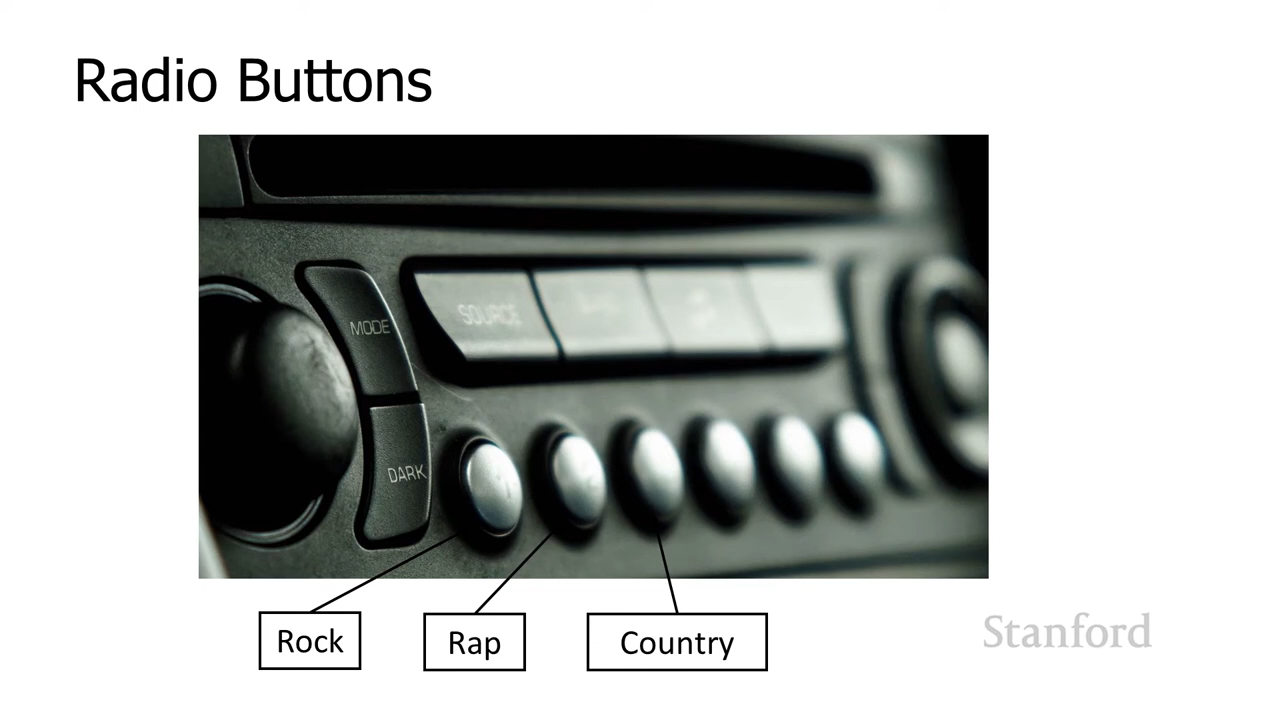 Radio Buttons
MODE
SOURCE
DARK
Rock
Rap
Country
Stanford